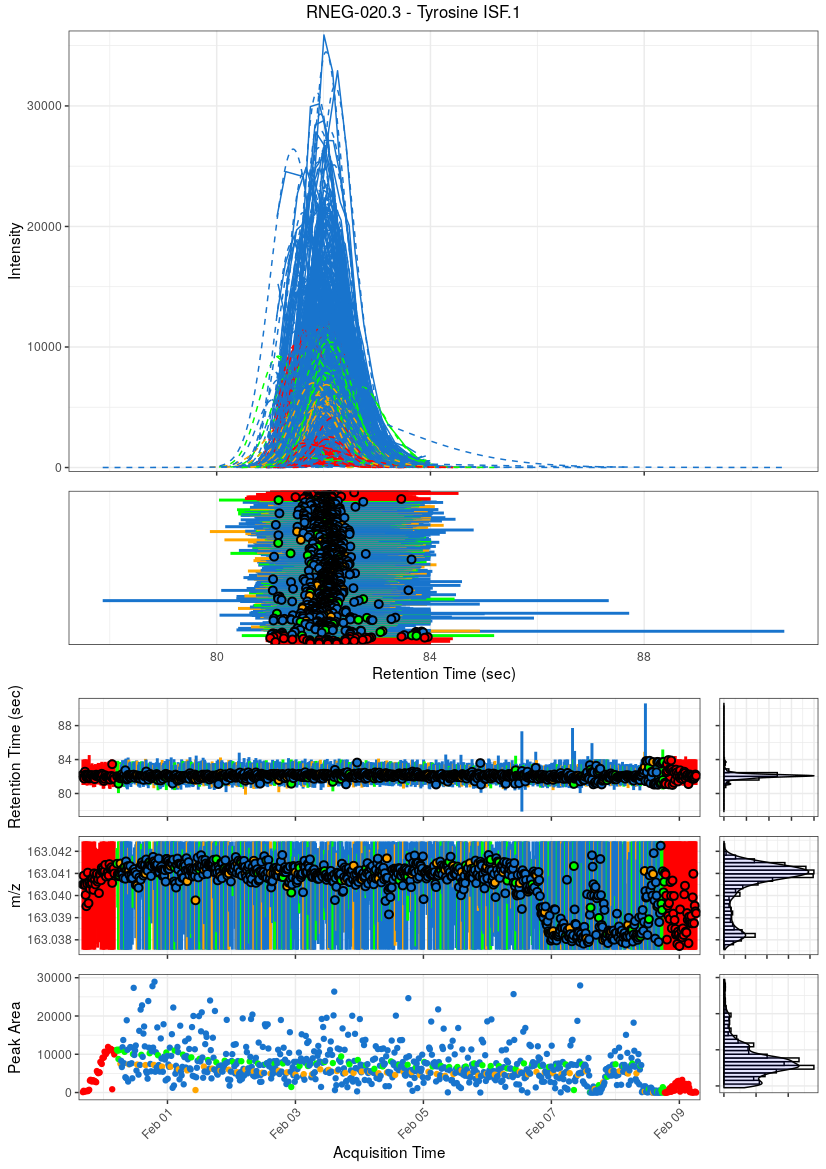 RNEG-020.3 - Tyrosine ISF.1
Intensity
30000
20000
10000
0
80
84
88
Retention Time (sec)
Retention Time (sec)
88
84
80
m/z
163.042
163.041
163.040
163.039
163.038
Peak Area
30000
20000
10000
0
Feb 01
Feb 03
Feb 05
Feb 07
Feb 09
Acquisition Time